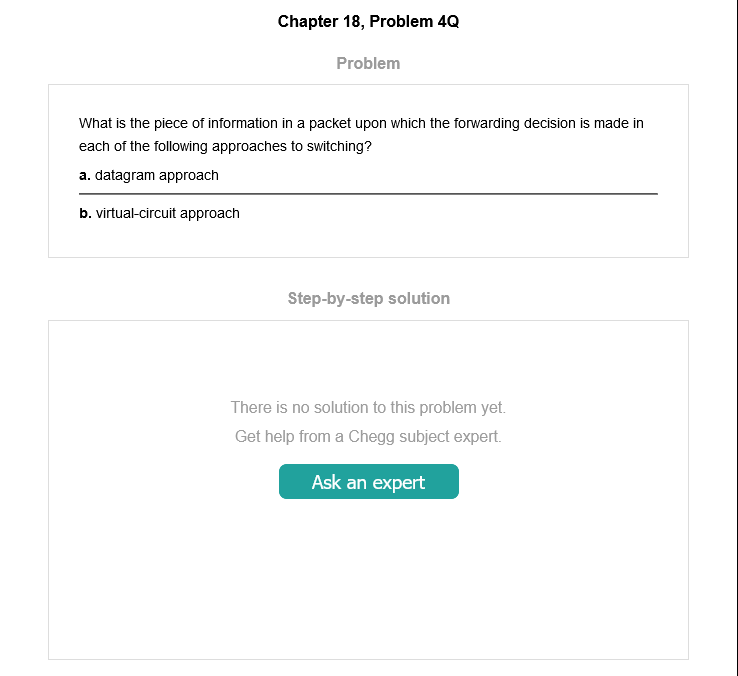 Chapter 18, Problem 4Q
Problem
What is the piece of information in a packet upon which the forwarding decision is made in
each of the following approaches to switching?
a. datagram approach
b. virtual-circuit approach
Step-by-step solution
There is no solution to this problem yet.
Get help from a Chegg subject expert.
Ask an expert